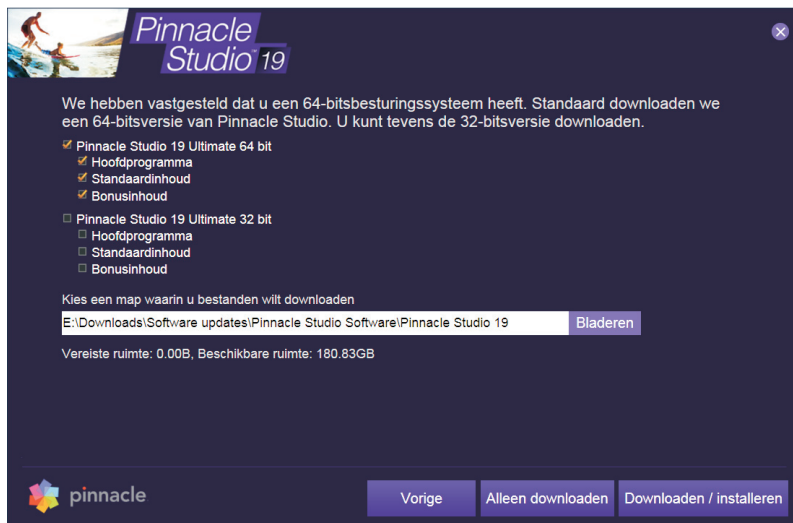 Pinnacle
Studio™ 19
We hebben vastgesteld dat u een 64-bitsbesturingssysteem heeft. Standaard downloaden we
een 64-bitsversie van Pinnacle Studio. U kunt tevens de 32-bitsversie downloaden.
Pinnacle Studio 19 Ultimate 64 bit
Hoofdprogramma
Standaardinhoud
Bonusinhoud
Pinnacle Studio 19 Ultimate 32 bit
Hoofdprogramma
Standaardinhoud
Bonusinhoud
Kies een map waarin u bestanden wilt downloaden
E:\Downloads\Software updates\Pinnacle Studio Software\Pinnacle Studio 19
Bladeren
Vereiste ruimte: 0.00B, Beschikbare ruimte: 180.83GB
pinnacle
Vorige
Alleen downloaden
Downloaden / installeren